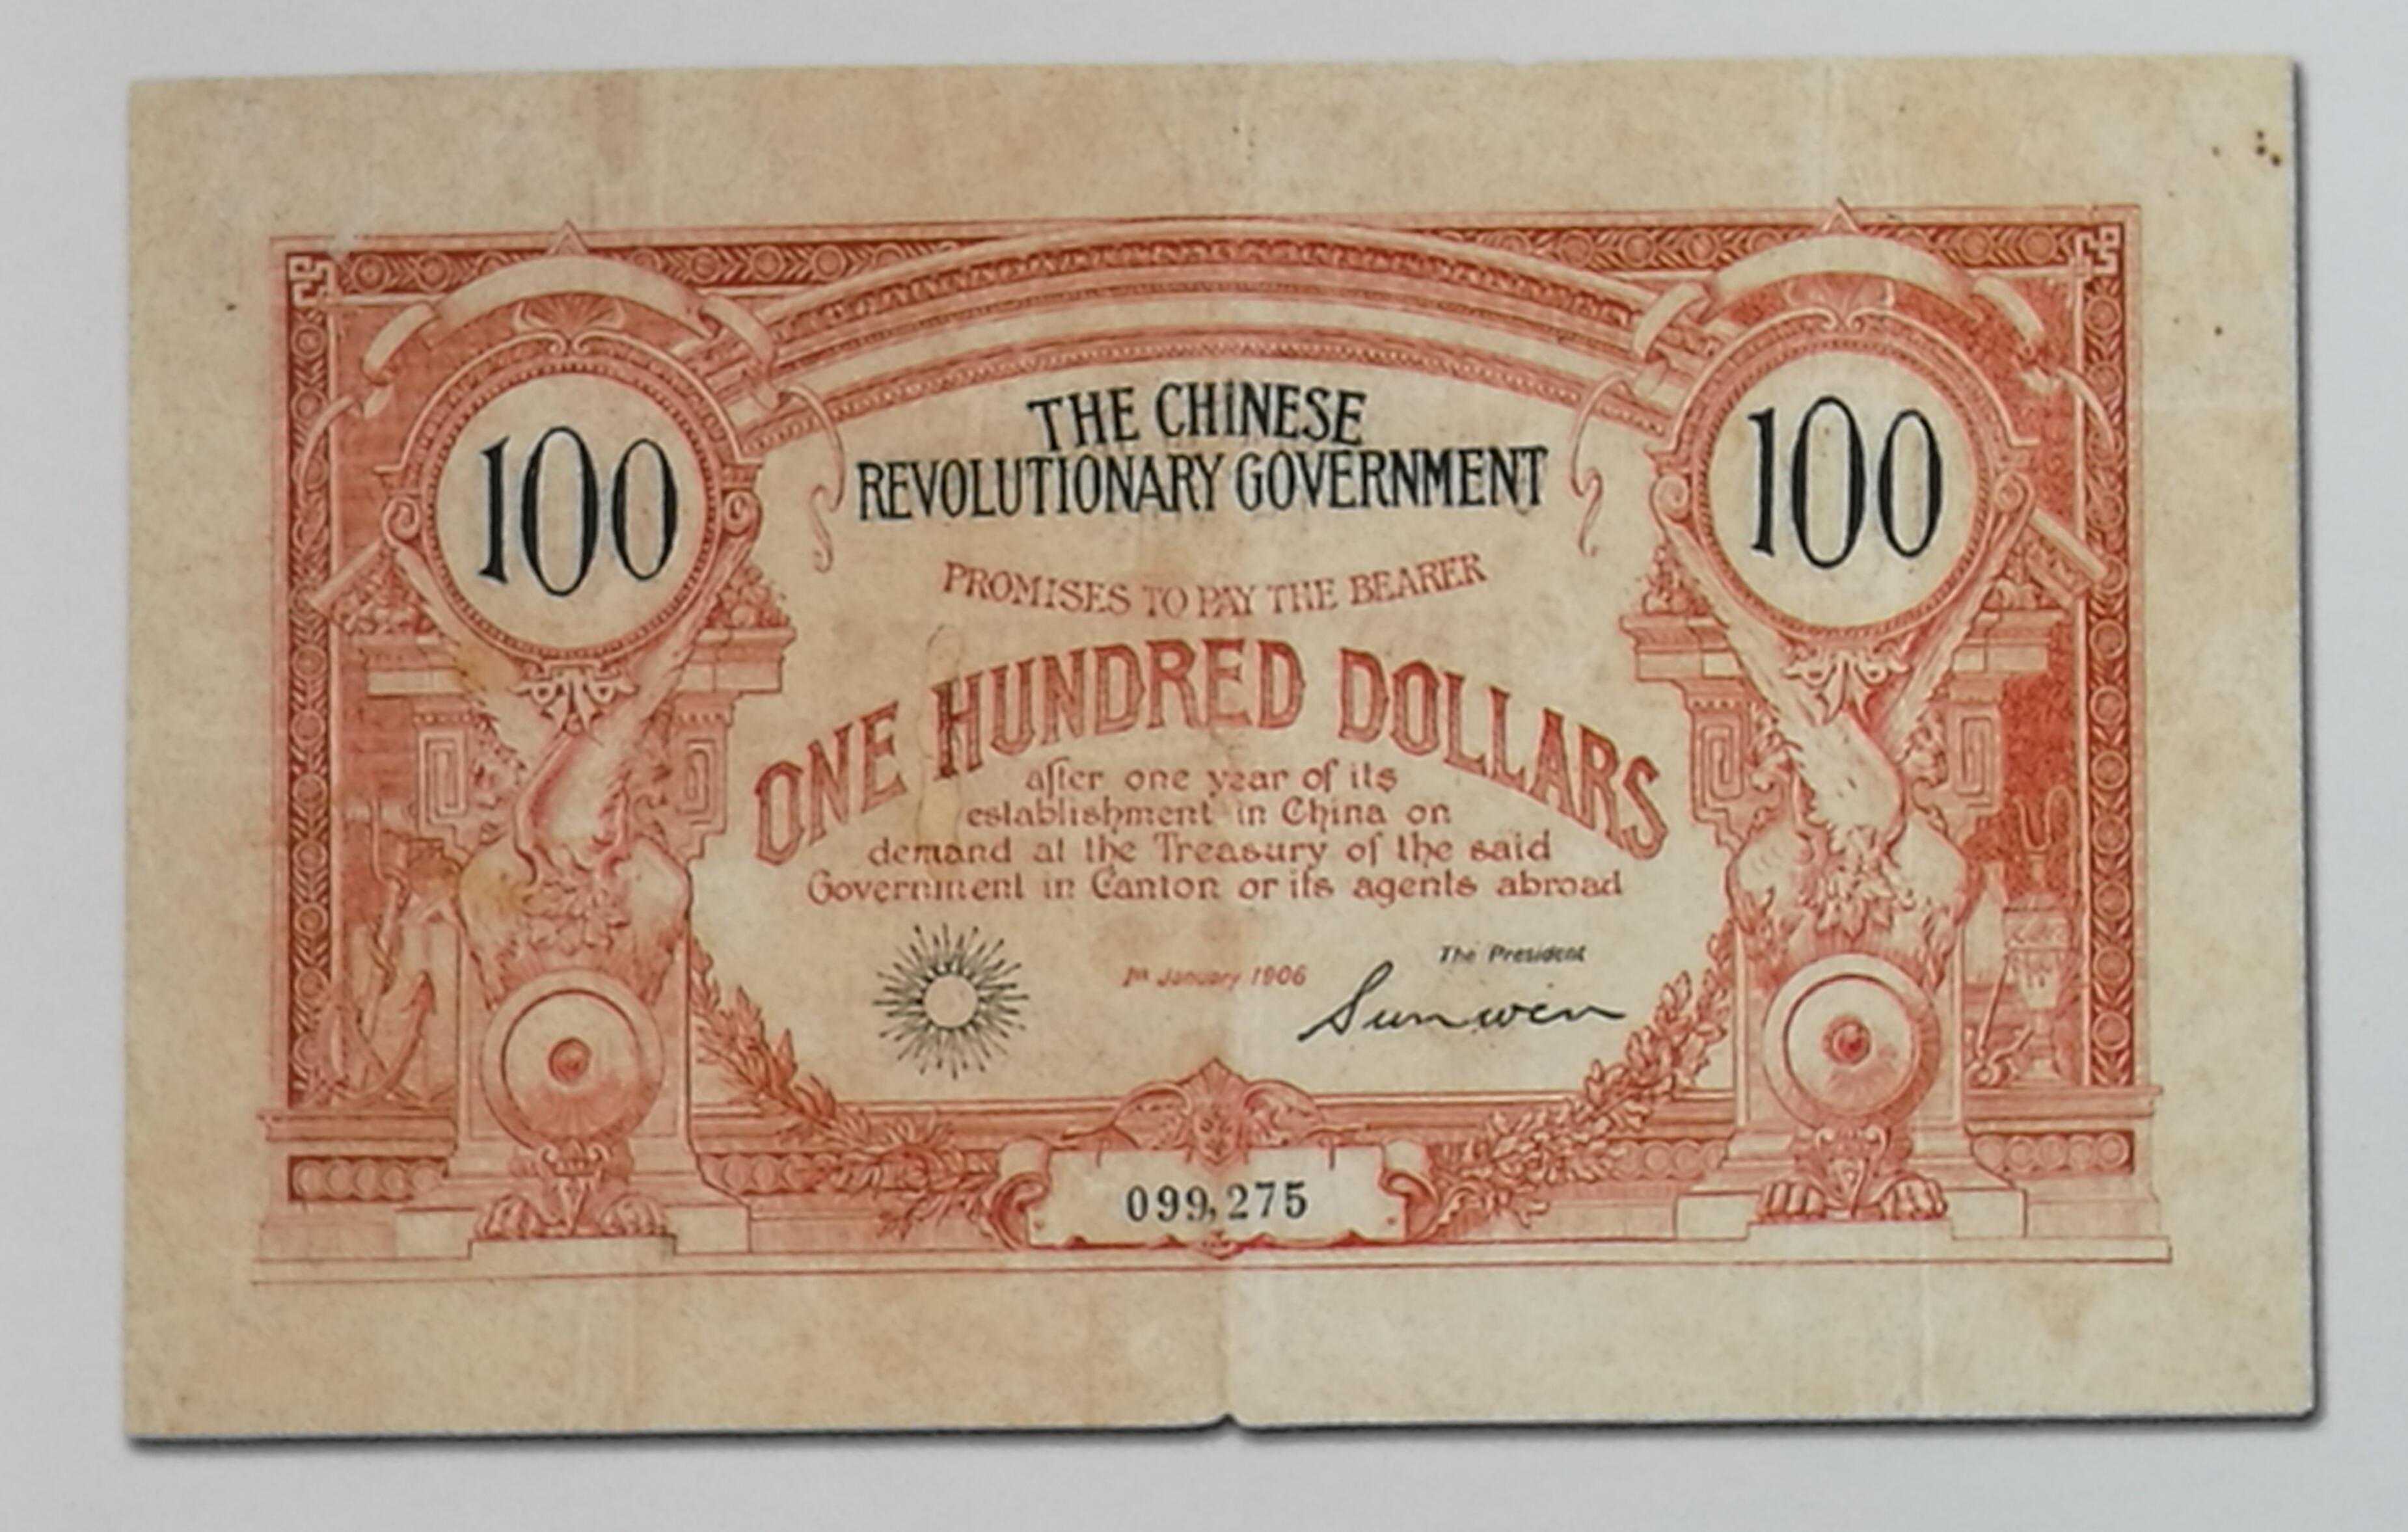 THE CHINESE
REVOLUTIONARY GOVERNMENT
100
100
PROMISES TO PAY THE BEARER
ONE HUNDRED DOLLARS
after one year of its
establishment in China on
demand at the Treasury of the said
Government in Canton or its agents abroad
1st January 1906
The President
Sunwen
099,275